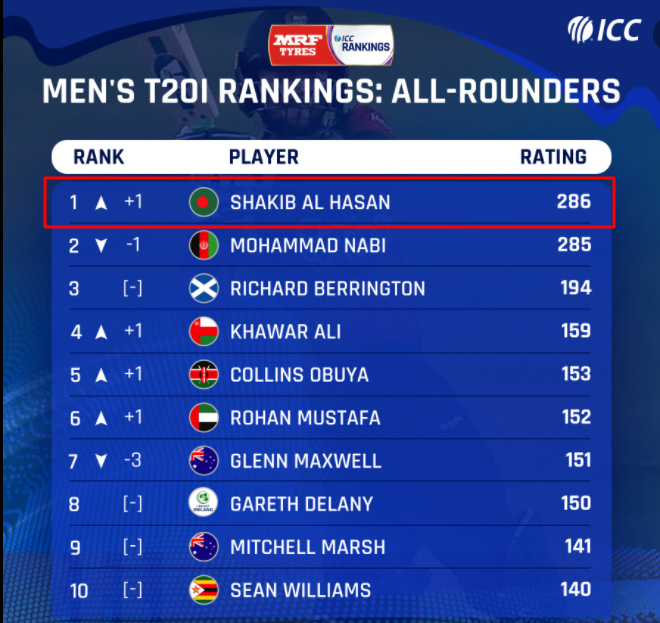 ICC
MRF
TYRES
ICC
RANKINGS
MEN'S T20I RANKINGS: ALL-ROUNDERS
RANK PLAYER RATING
1 +1 SHAKIB AL HASAN 286
2 -1 MOHAMMAD NABI 285
3 [-] RICHARD BERRINGTON 194
4 +1 KHAWAR ALI 159
5 +1 COLLINS OBUYA 153
6 +1 ROHAN MUSTAFA 152
7 -3 GLENN MAXWELL 151
8 [-] GARETH DELANY 150
9 [-] MITCHELL MARSH 141
10 [-] SEAN WILLIAMS 140